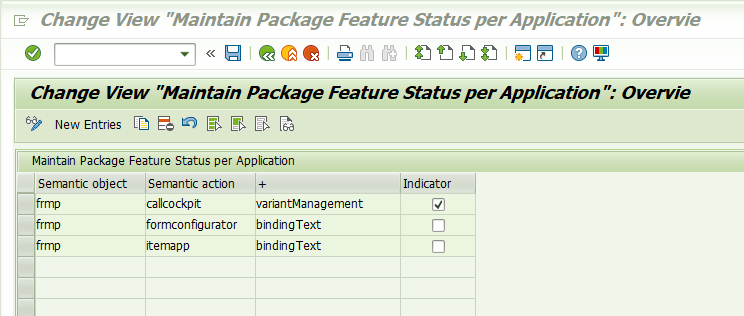 Change View "Maintain Package Feature Status per Application": Overvie
«
Change View "Maintain Package Feature Status per Application": Overvie
New Entries
Maintain Package Feature Status per Application
Semantic object Semantic action + Indicator
frmp callcockpit variantManagement
frmp formconfigurator bindingText
frmp itemapp bindingText